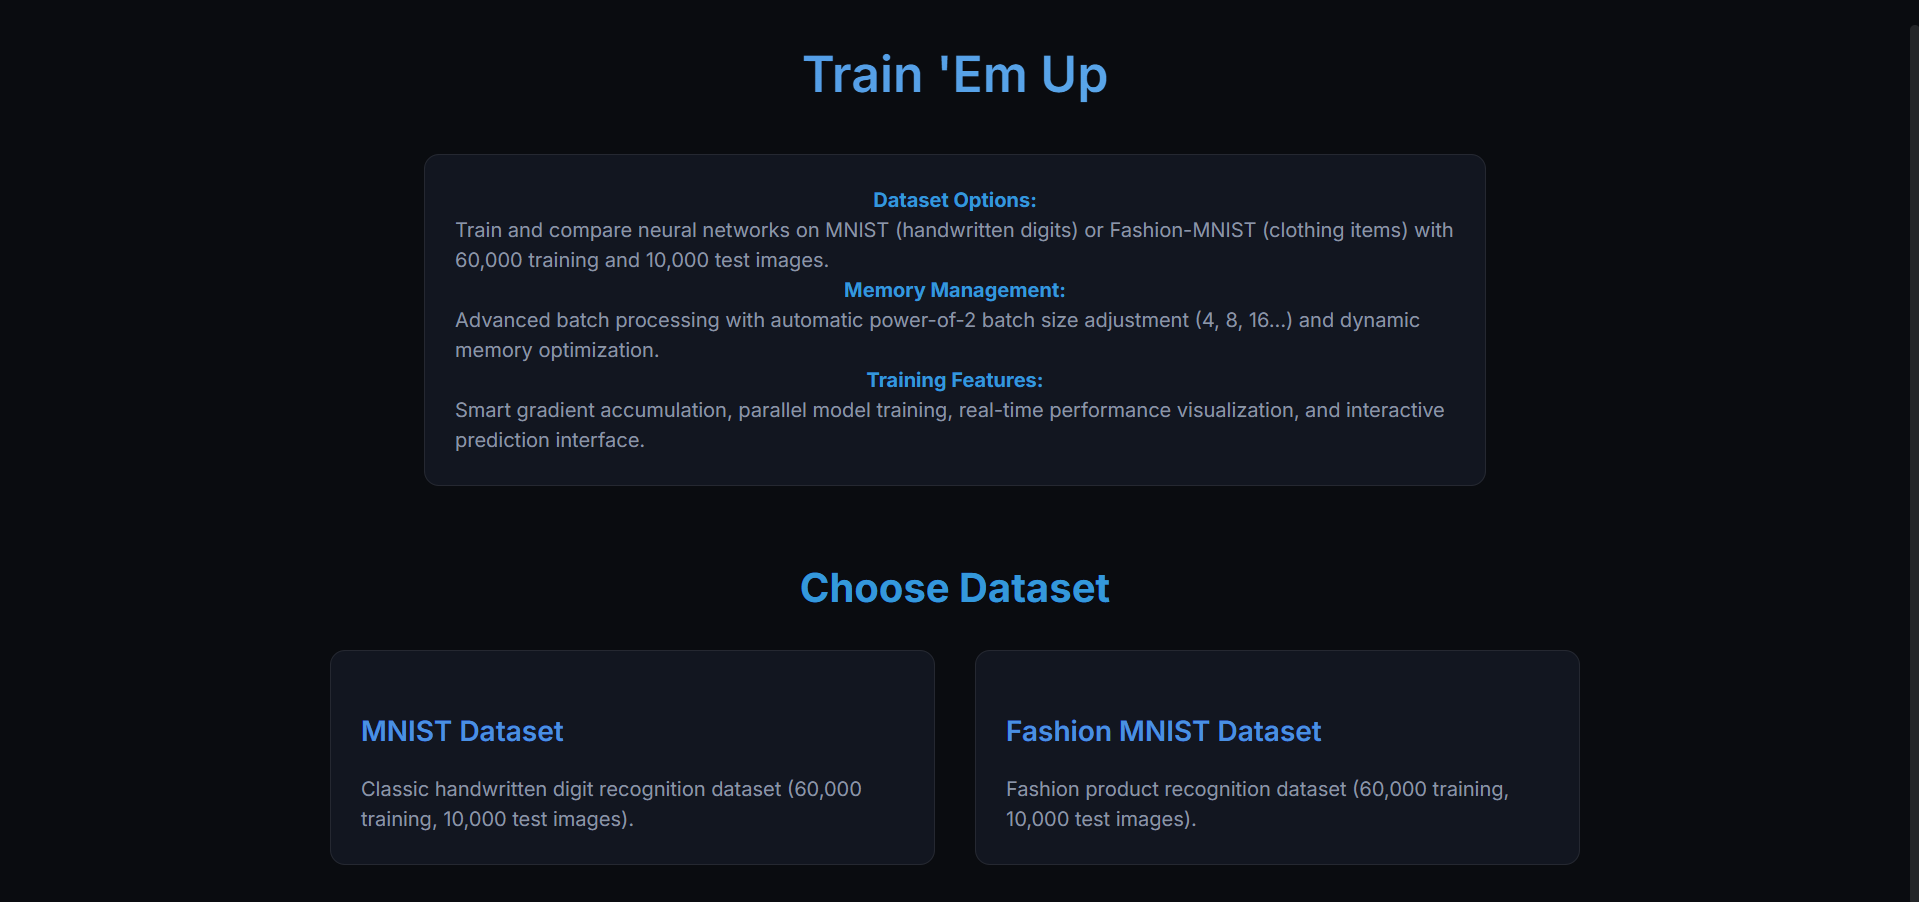 Train 'Em Up
Dataset Options:
Train and compare neural networks on MNIST (handwritten digits) or Fashion-MNIST (clothing items) with
60,000 training and 10,000 test images.
Memory Management:
Advanced batch processing with automatic power-of-2 batch size adjustment (4, 8, 16...) and dynamic
memory optimization.
Training Features:
Smart gradient accumulation, parallel model training, real-time performance visualization, and interactive
prediction interface.
Choose Dataset
MNIST Dataset
Classic handwritten digit recognition dataset (60,000
training, 10,000 test images).
Fashion MNIST Dataset
Fashion product recognition dataset (60,000 training,
10,000 test images).